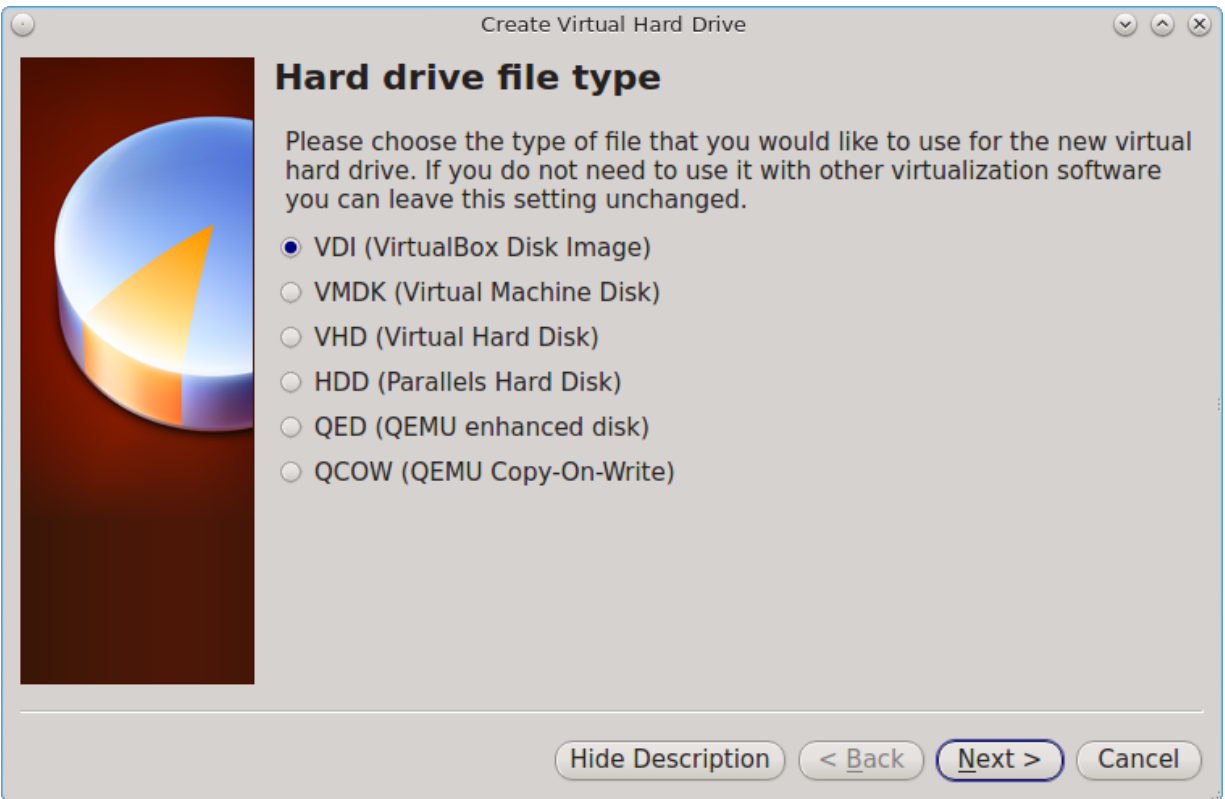 Create Virtual Hard Drive
Hard drive file type
Please choose the type of file that you would like to use for the new virtual
hard drive. If you do not need to use it with other virtualization software
you can leave this setting unchanged.
VDI (VirtualBox Disk Image)
VMDK (Virtual Machine Disk)
VHD (Virtual Hard Disk)
HDD (Parallels Hard Disk)
QED (QEMU enhanced disk)
QCOW (QEMU Copy-On-Write)
Hide Description < Back Next > Cancel